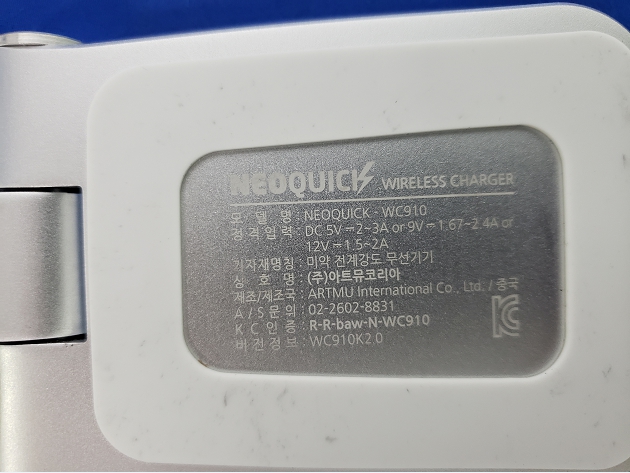 NEOQUICK WIRELESS CHARGER
모 델 명 : NEOQUICK - WC910
정격입력 : DC 5V⎓2~3A or 9V⎓1.67~2.4A or
12V⎓1.5~2A
기자재명칭 : 미약 전계강도 무선기기
상 호 명 : (주)아트뮤코리아
제조/제조국 : ARTMU International Co., Ltd. / 중국
A / S 문 의 : 02-2602-8831
K C 인 증 : R-R-baw-N-WC910
버 전 정 보 : WC910K2.0